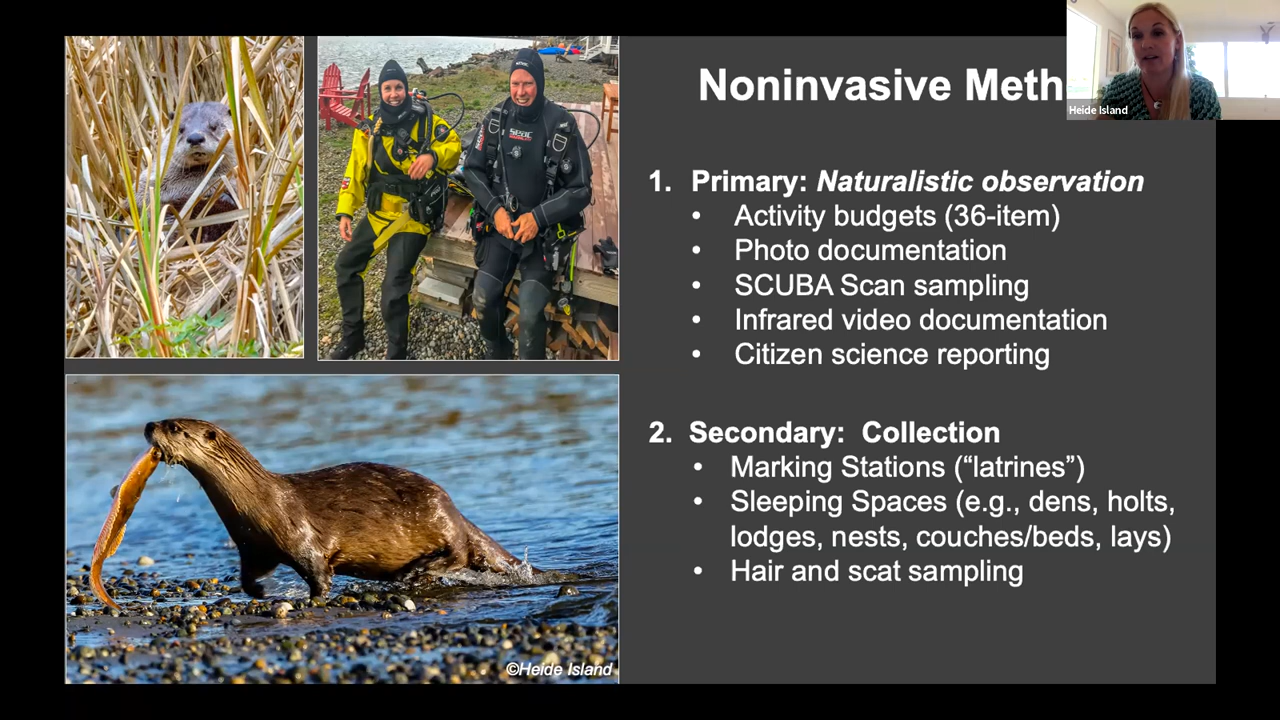 Noninvasive Meth
Heide Island
1. Primary: Naturalistic observation
• Activity budgets (36-item)
• Photo documentation
• SCUBA Scan sampling
• Infrared video documentation
• Citizen science reporting
2. Secondary: Collection
• Marking Stations (“latrines”)
• Sleeping Spaces (e.g., dens, holts,
lodges, nests, couches/beds, lays)
• Hair and scat sampling
Seac
©Heide Island